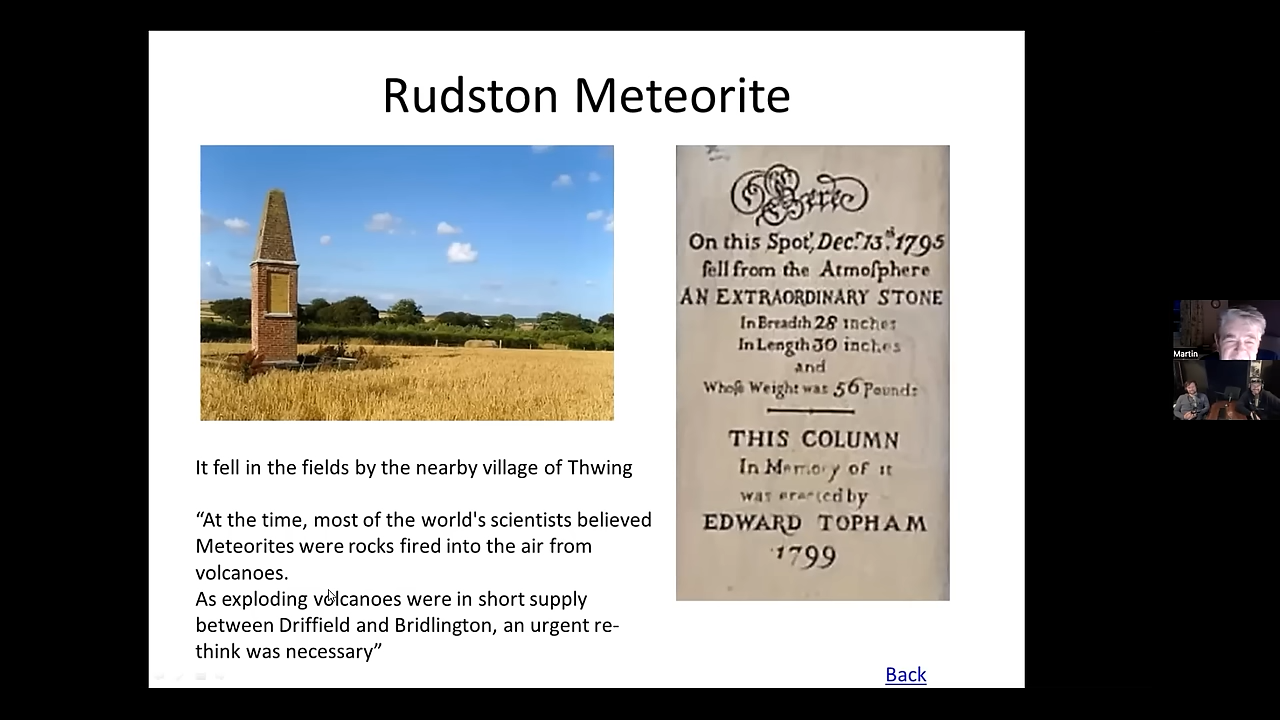 Rudston Meteorite
Here
On this Spot, Decr. 13th. 1795
fell from the Atmoſphere
AN EXTRAORDINARY STONE
In Breadth 28 inches
In Length 30 inches
and
Whoſe Weight was 56 Pounds
THIS COLUMN
In Memory of it
was erected by
EDWARD TOPHAM
1799
It fell in the fields by the nearby village of Thwing
“At the time, most of the world's scientists believed
Meteorites were rocks fired into the air from
volcanoes.
As exploding volcanoes were in short supply
between Driffield and Bridlington, an urgent re-
think was necessary”
Back
Martin